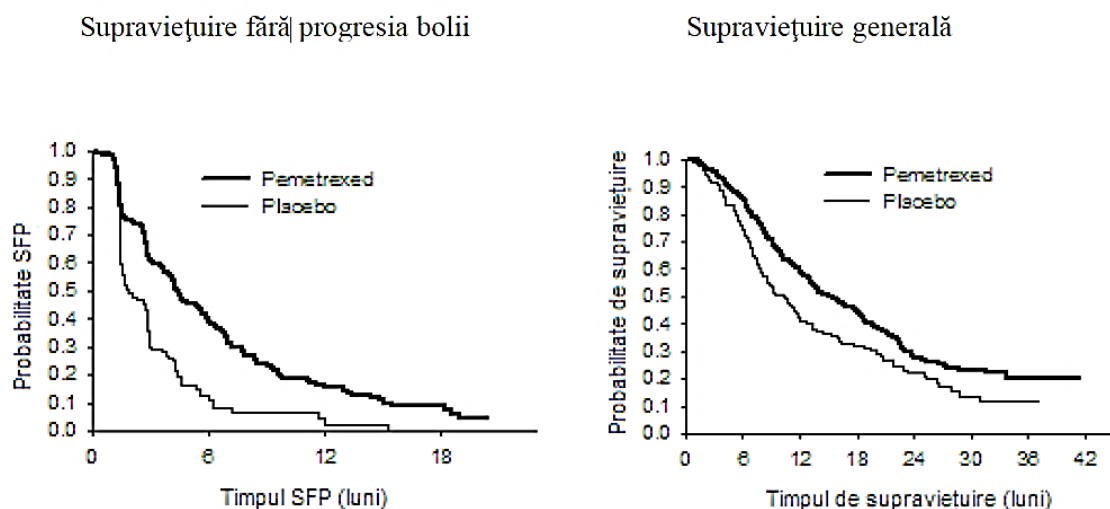 Supravieţuire fără progresia bolii
Supravieţuire generală
Probabilitate SFP
1.0
0.9
0.8
0.7
0.6
0.5
0.4
0.3
0.2
0.1
0.0
Pemetrexed
Placebo
0 6 12 18
Timpul SFP (luni)
Probabilitate de supravieţuire
1.0
0.9
0.8
0.7
0.6
0.5
0.4
0.3
0.2
0.1
0.0
Pemetrexed
Placebo
0 6 12 18 24 30 36 42
Timpul de supravieţuire (luni)